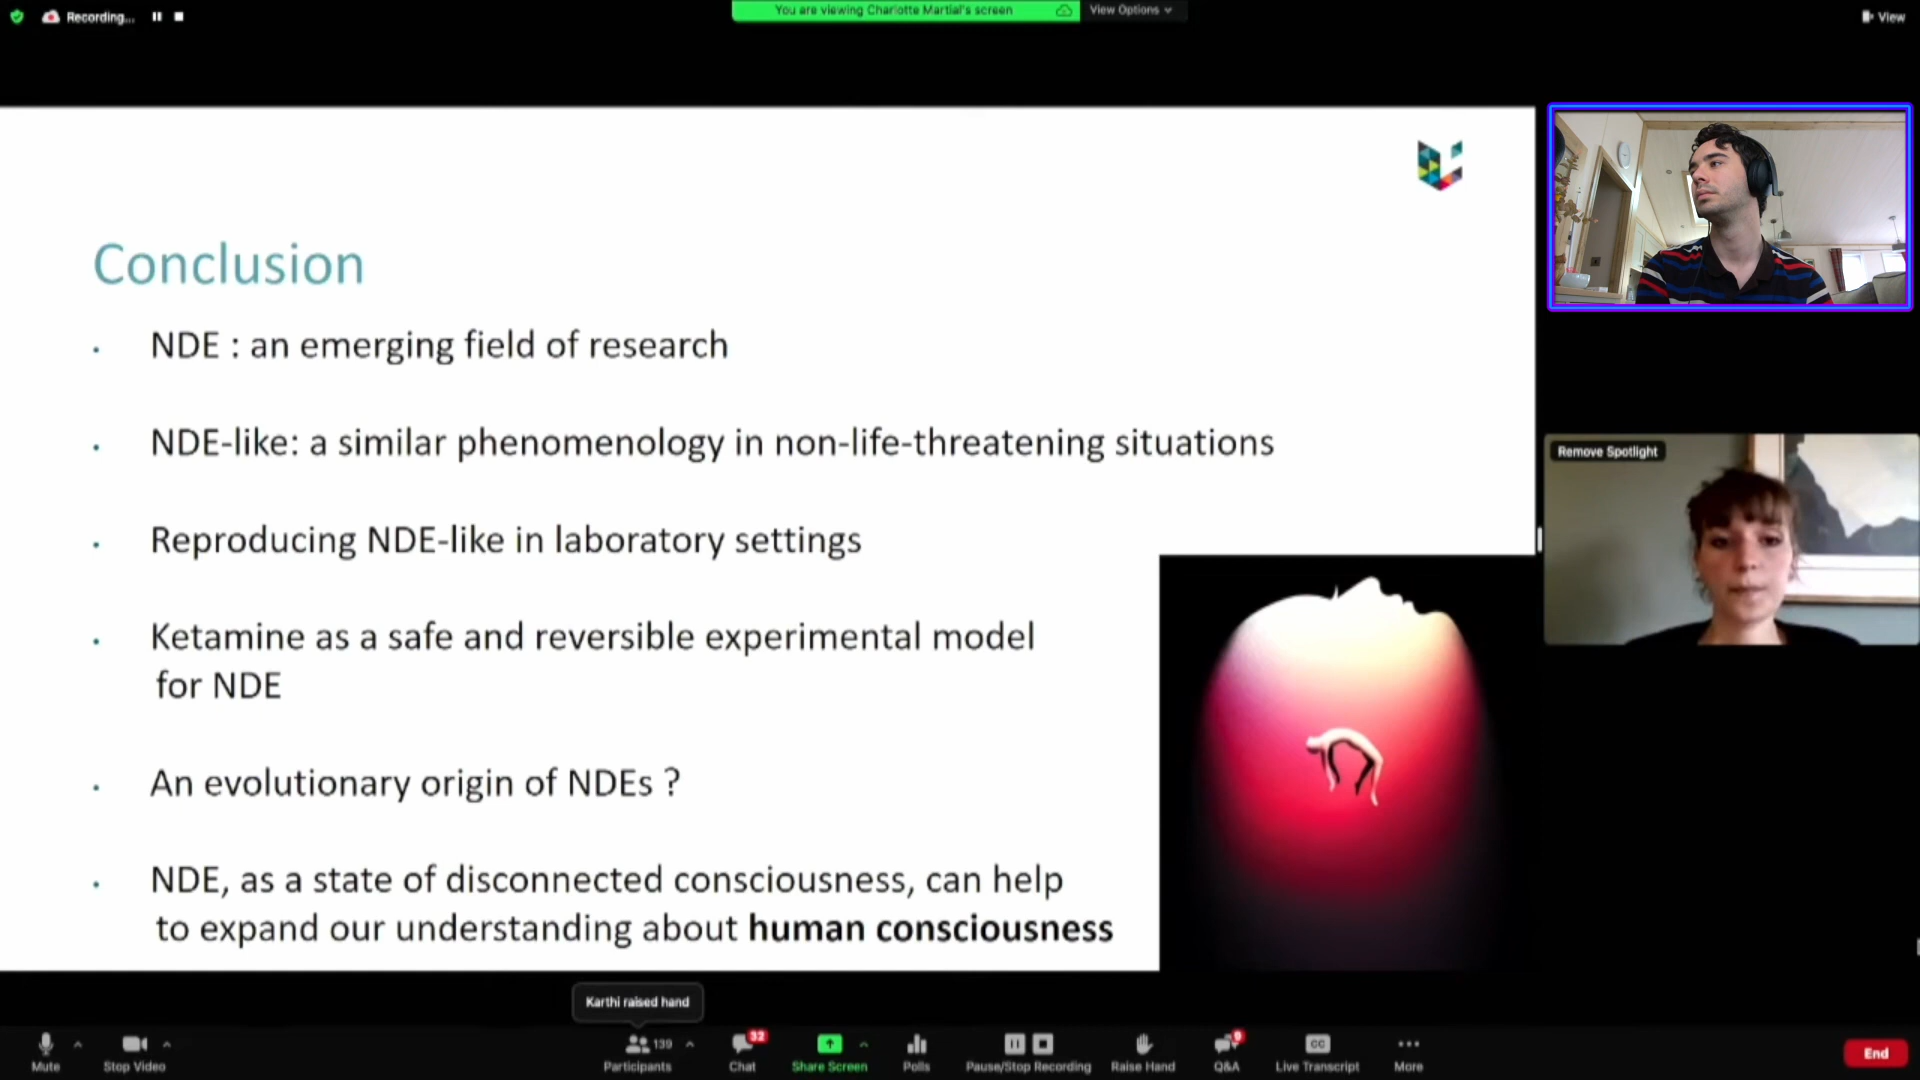 Recording...
You are viewing Charlotte Martial's screen
View Options
View
Conclusion
NDE : an emerging field of research
NDE-like: a similar phenomenology in non-life-threatening situations
Reproducing NDE-like in laboratory settings
Ketamine as a safe and reversible experimental model
for NDE
An evolutionary origin of NDEs ?
NDE, as a state of disconnected consciousness, can help
to expand our understanding about human consciousness
Remove Spotlight
Karthi raised hand
Mute
Stop Video
139
Participants
32
Chat
Share Screen
Polls
Pause/Stop Recording
Raise Hand
9
Q&A
CC
Live Transcript
More
End